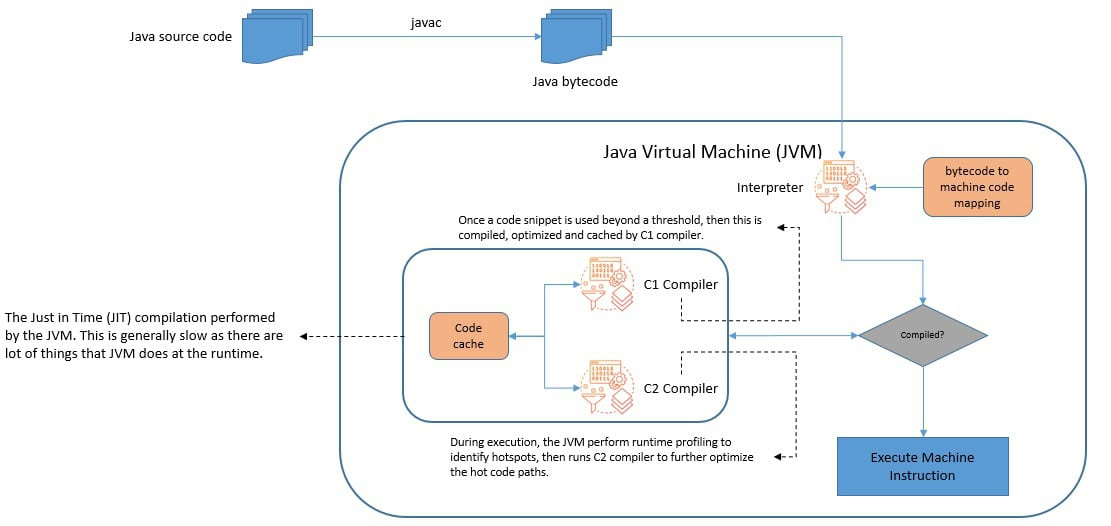 Java source code
javac
Java bytecode
Java Virtual Machine (JVM)
Interpreter
bytecode to
machine code
mapping
Once a code snippet is used beyond a threshold, then this is
compiled, optimized and cached by C1 compiler.
C1 Compiler
The Just in Time (JIT) compilation performed
by the JVM. This is generally slow as there are
lot of things that JVM does at the runtime.
Code
cache
Compiled?
C2 Compiler
During execution, the JVM perform runtime profiling to
identify hotspots, then runs C2 compiler to further optimize
the hot code paths.
Execute Machine
Instruction